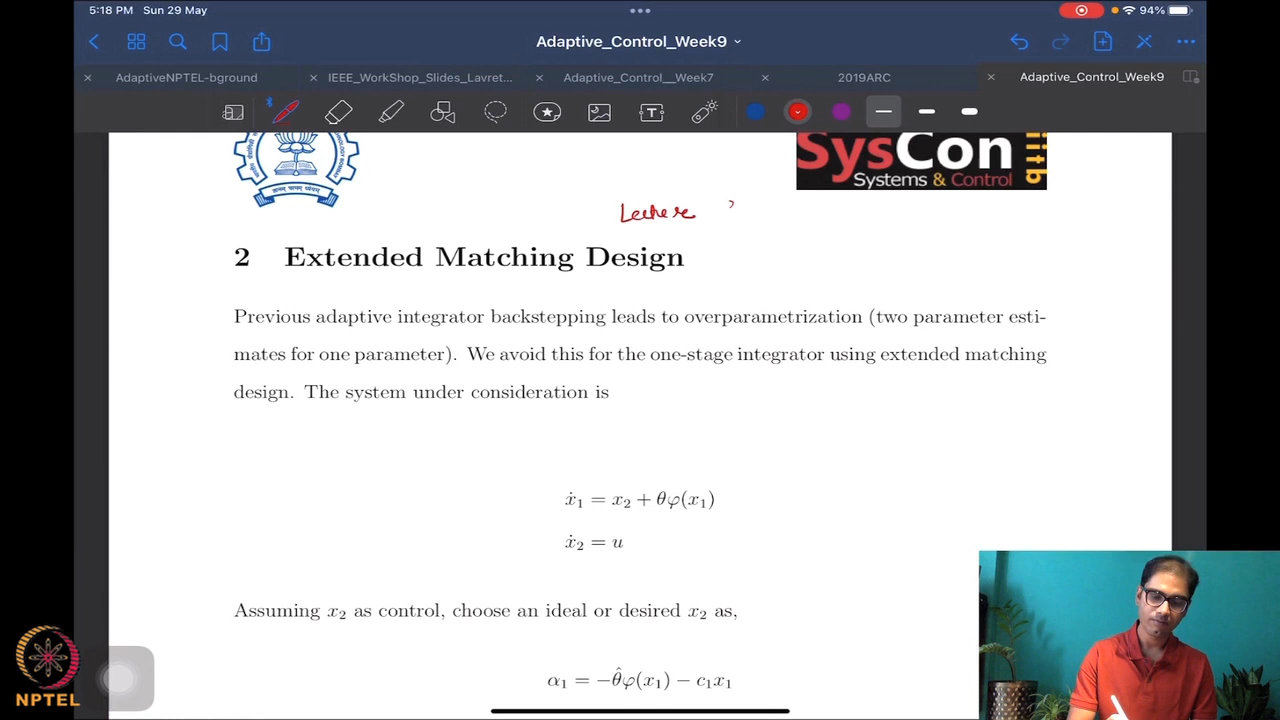 5:18 PM Sun 29 May
94%
Adaptive_Control_Week9
AdaptiveNPTEL-bground
IEEE_WorkShop_Slides_Lavret...
Adaptive_Control__Week7
2019ARC
Adaptive_Control_Week9
SysCon
Systems & Control
iitb
Lecture
2 Extended Matching Design
Previous adaptive integrator backstepping leads to overparametrization (two parameter esti-
mates for one parameter). We avoid this for the one-stage integrator using extended matching
design. The system under consideration is
ẋ₁ = x₂ + θφ(x₁)
ẋ₂ = u
Assuming x₂ as control, choose an ideal or desired x₂ as,
α₁ = −θ̂φ(x₁) − c₁x₁
NPTEL